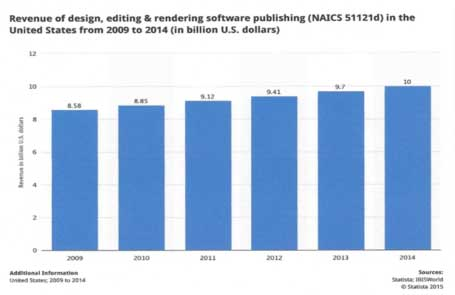 Revenue of design, editing & rendering software publishing (NAICS 51121d) in the
United States from 2009 to 2014 (in billion U.S. dollars)
Revenue in billion U.S. dollars
12
10
8
6
4
2
0
8.58
8.85
9.12
9.41
9.7
10
2009
2010
2011
2012
2013
2014
Additional Information
United States; 2009 to 2014
Sources:
Statista; IBISWorld
© Statista 2015